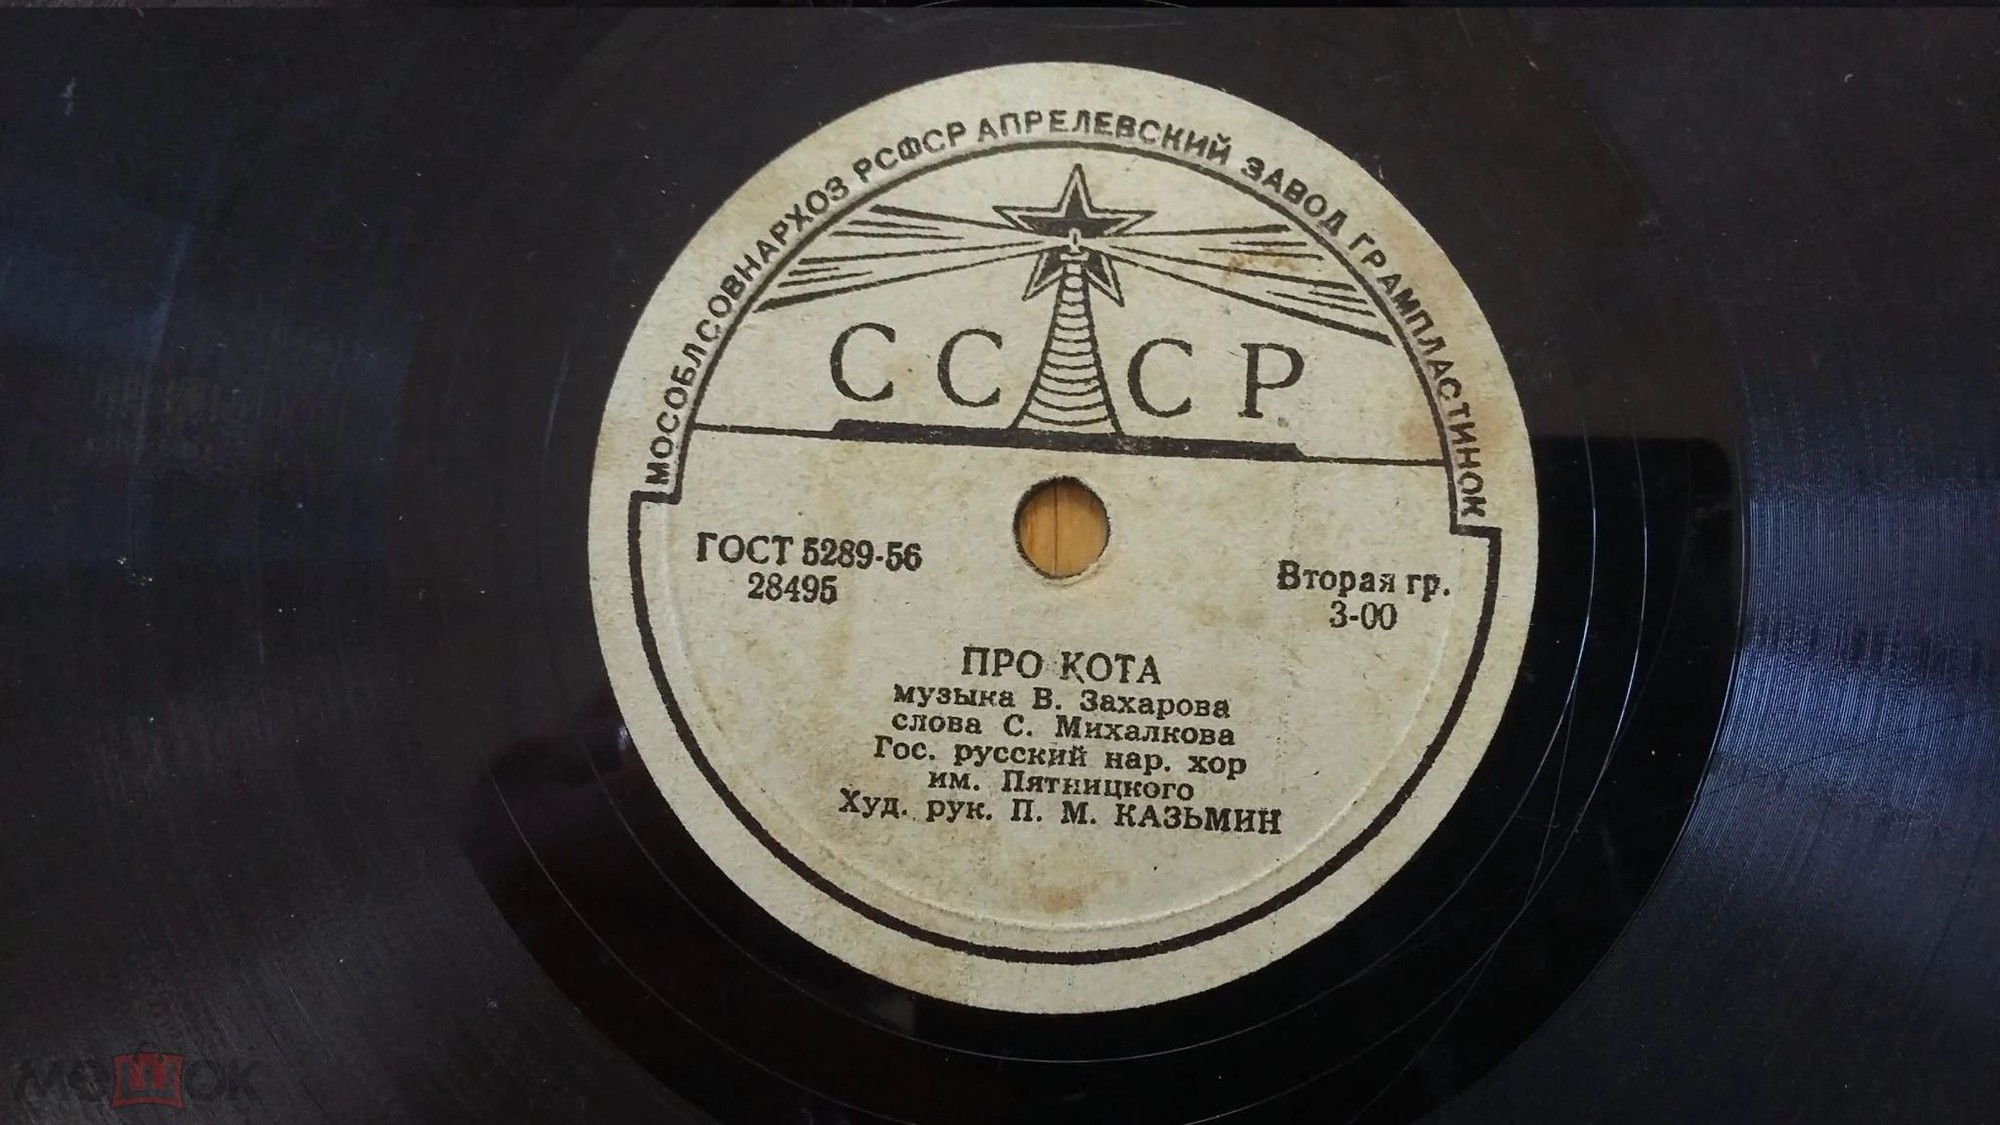 МОСОБЛСОВНАРХОЗ РСФСР АПРЕЛЕВСКИЙ ЗАВОД ГРАМПЛАСТИНОК
СССР
ГОСТ 5289-56
28495
Вторая гр.
3-00
ПРО КОТА
музыка В. Захарова
слова С. Михалкова
Гос. русский нар. хор
им. Пятницкого
Худ. рук. П. М. КАЗЬМИН
мешок